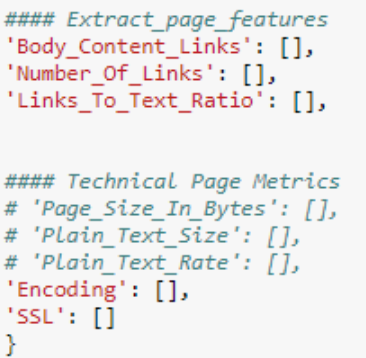 #### Extract_page_features
'Body_Content_Links': [],
'Number_Of_Links': [],
'Links_To_Text_Ratio': [],
#### Technical Page Metrics
# 'Page_Size_In_Bytes': [],
# 'Plain_Text_Size': [],
# 'Plain_Text_Rate': [],
'Encoding': [],
'SSL': []
}